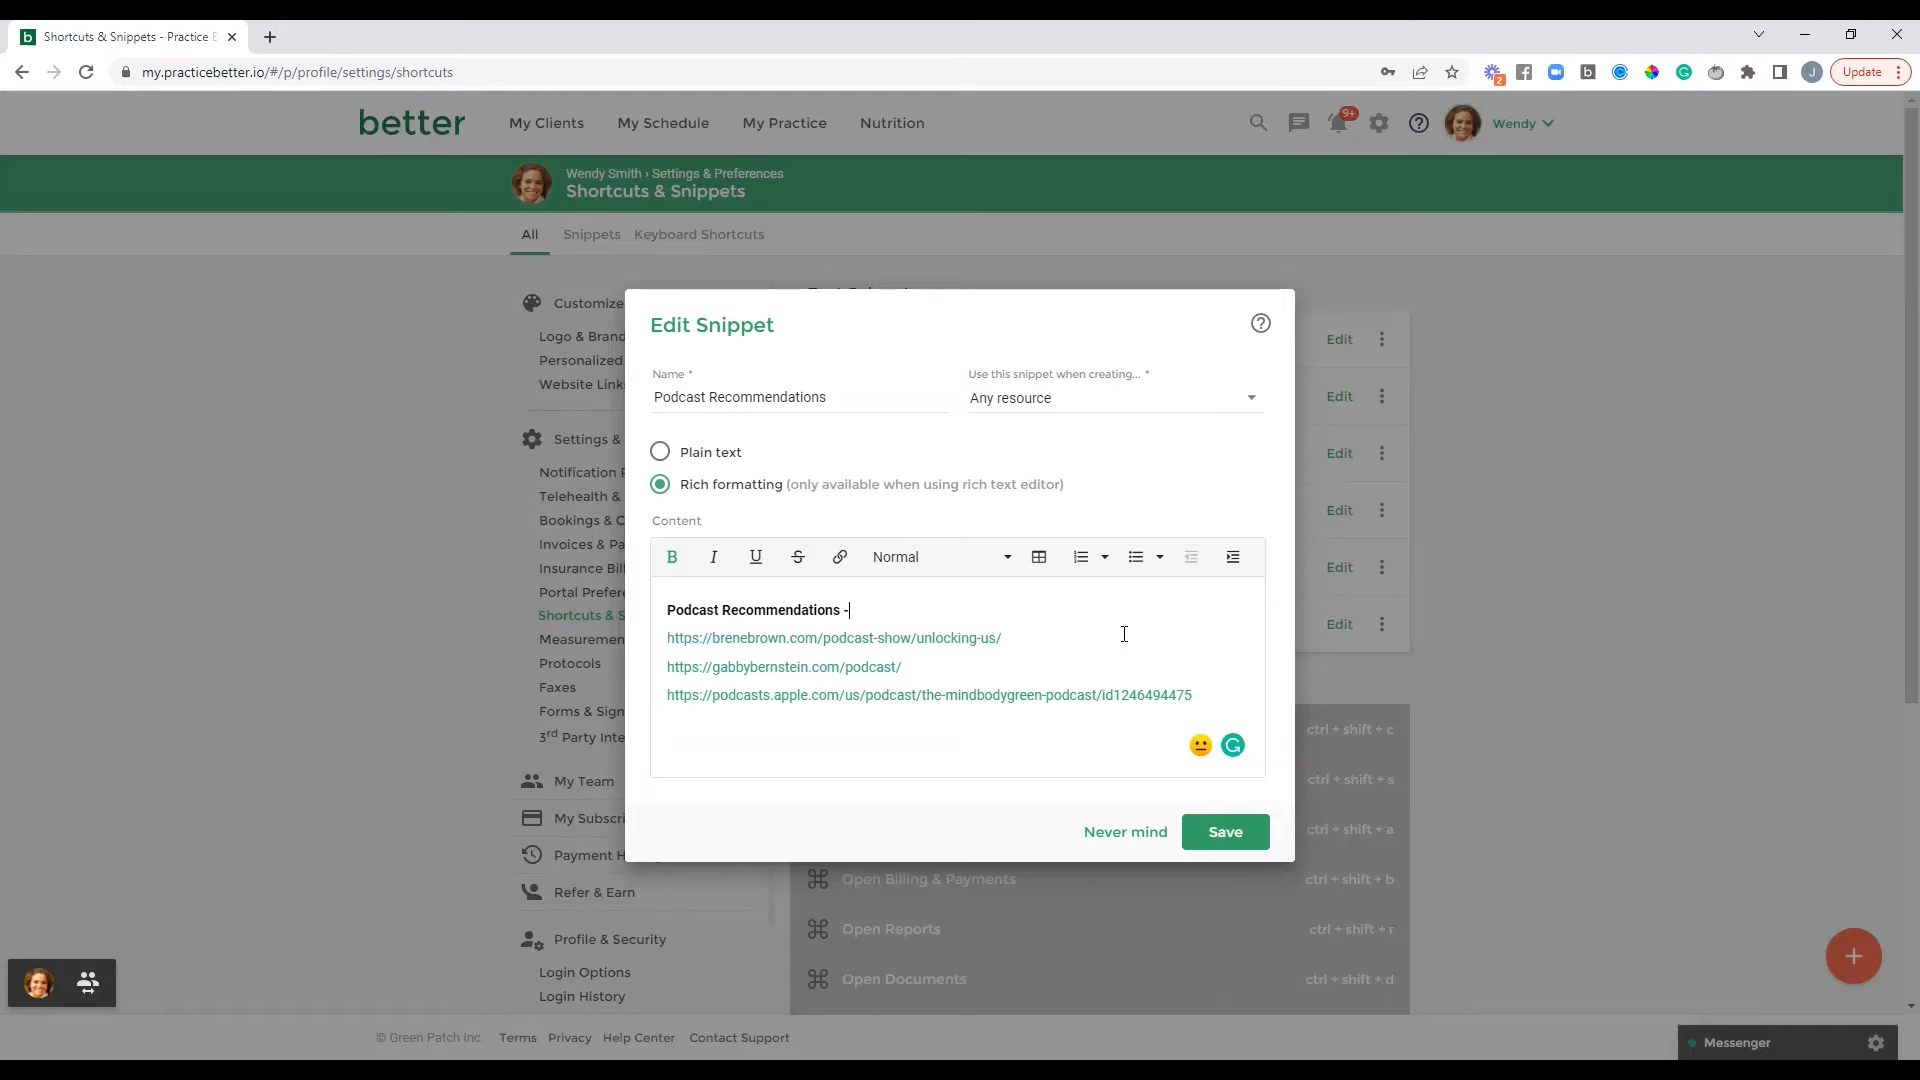 b Shortcuts & Snippets - Practice B
my.practicebetter.io/#/p/profile/settings/shortcuts
2
b
G
J
Update
better
My Clients
My Schedule
My Practice
Nutrition
9+
Wendy
Wendy Smith › Settings & Preferences
Shortcuts & Snippets
All
Snippets
Keyboard Shortcuts
Customize
Logo & Brand
Personalized
Website Link
Settings &
Notification P
Telehealth &
Bookings & C
Invoices & Pa
Insurance Bill
Portal Prefere
Shortcuts & S
Measuremen
Protocols
Faxes
Forms & Sign
3rd Party Inte
My Team
My Subscri
Payment H
Refer & Earn
Profile & Security
Login Options
Login History
Edit Snippet
Name *
Podcast Recommendations
Use this snippet when creating... *
Any resource
Plain text
Rich formatting (only available when using rich text editor)
Content
B I U S Normal
Podcast Recommendations -
https://brenebrown.com/podcast-show/unlocking-us/
https://gabbybernstein.com/podcast/
https://podcasts.apple.com/us/podcast/the-mindbodygreen-podcast/id1246494475
Never mind
Save
Edit
Edit
Edit
Edit
Edit
Edit
ctrl + shift + c
ctrl + shift + s
ctrl + shift + a
Open Billing & Payments ctrl + shift + b
Open Reports ctrl + shift + r
Open Documents ctrl + shift + d
© Green Patch Inc. Terms Privacy Help Center Contact Support
Messenger